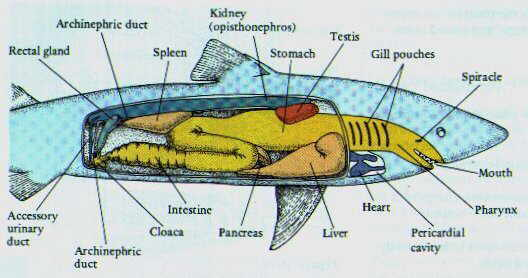 Archinephric duct
Kidney
(opisthonephros)
Testis
Rectal gland
Spleen
Stomach
Gill pouches
Spiracle
Mouth
Pharynx
Accessory
urinary
duct
Archinephric
duct
Cloaca
Intestine
Pancreas
Liver
Heart
Pericardial
cavity